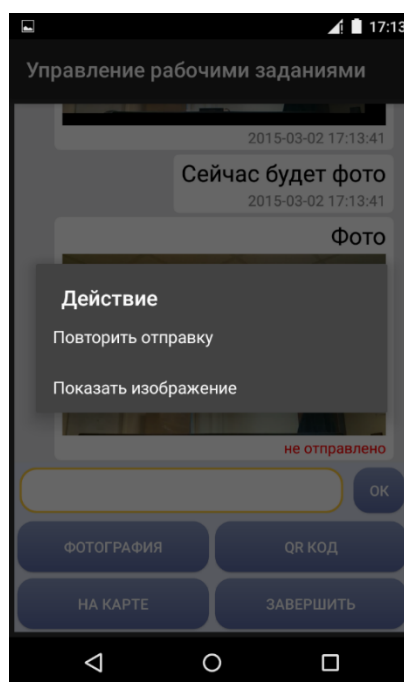 17:13
Управление рабочими заданиями
2015-03-02 17:13:41
Сейчас будет фото
2015-03-02 17:13:41
Фото
Действие
Повторить отправку
Показать изображение
не отправлено
ОК
ФОТОГРАФИЯ
QR КОД
НА КАРТЕ
ЗАВЕРШИТЬ